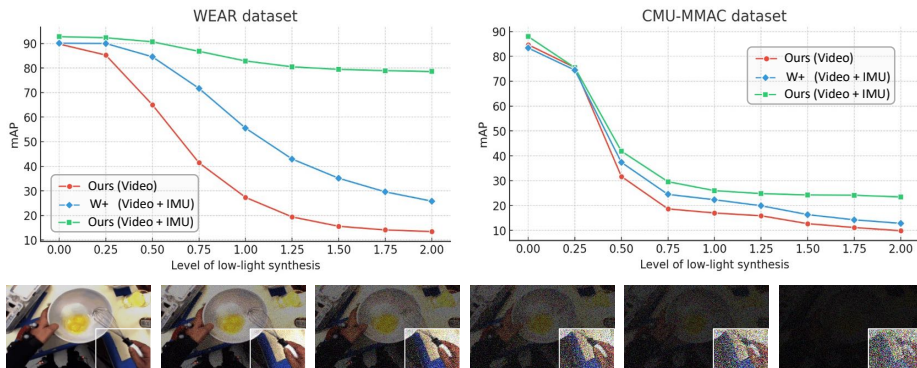 WEAR dataset
mAP
90
80
70
60
50
40
30
20
10
Ours (Video)
W+ (Video + IMU)
Ours (Video + IMU)
0.00 0.25 0.50 0.75 1.00 1.25 1.50 1.75 2.00
Level of low-light synthesis
CMU-MMAC dataset
mAP
90
80
70
60
50
40
30
20
10
Ours (Video)
W+ (Video + IMU)
Ours (Video + IMU)
0.00 0.25 0.50 0.75 1.00 1.25 1.50 1.75 2.00
Level of low-light synthesis